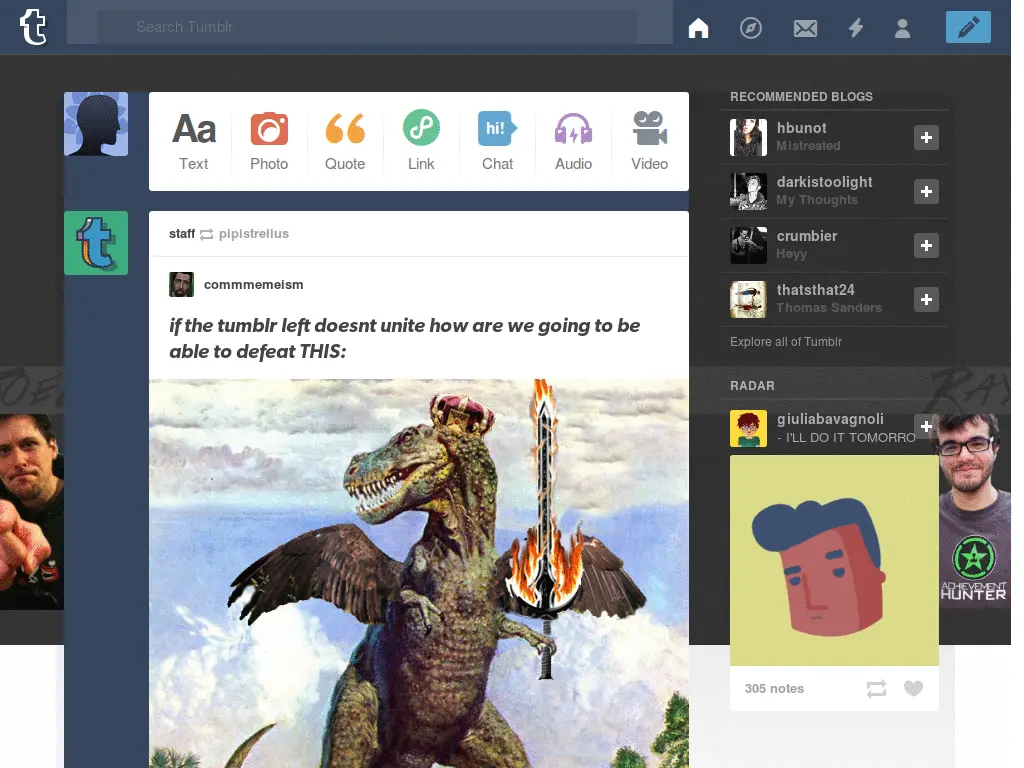 Search Tumblr
Aa
Text
Photo
Quote
Link
hi!
Chat
Audio
Video
staff pipistrellus
commmemeism
if the tumblr left doesnt unite how are we going to be
able to defeat THIS:
RECOMMENDED BLOGS
hbunot
Mistreated
darkistoolight
My Thoughts
crumbier
Heyy
thatsthat24
Thomas Sanders
Explore all of Tumblr
RADAR
giuliabavagnoli
- I'LL DO IT TOMORRO
305 notes
RAY
ACHIEVEMENT
HUNTER